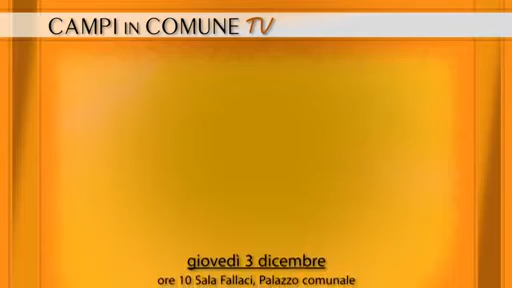 CAMPI IN COMUNE TV
giovedì 3 dicembre
ore 10 Sala Fallaci, Palazzo comunale